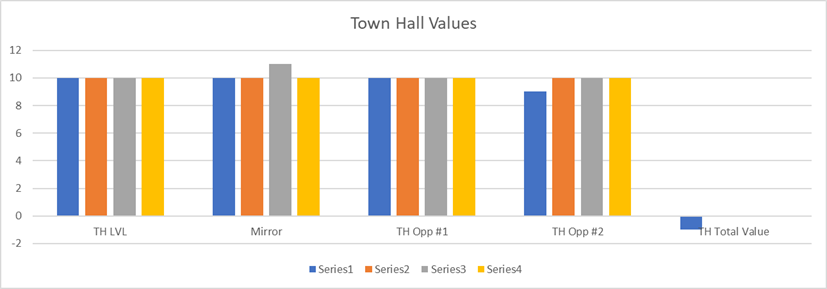 Town Hall Values
12
10
8
6
4
2
0
-2
TH LVL Mirror TH Opp #1 TH Opp #2 TH Total Value
Series1 Series2 Series3 Series4